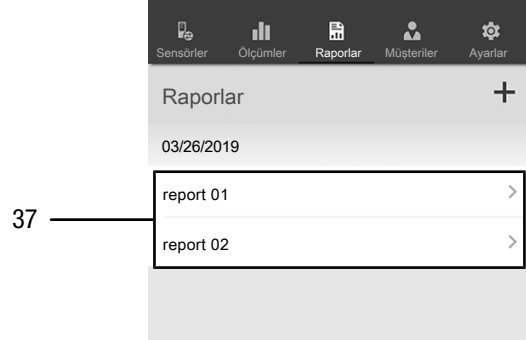 Sensörler Ölçümler Raporlar Müşteriler Ayarlar
Raporlar
03/26/2019
report 01
37
report 02